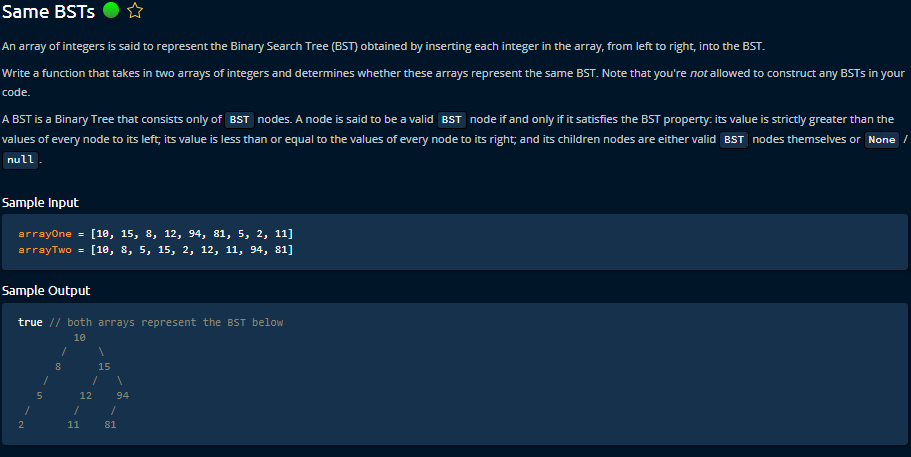 Same BSTs
An array of integers is said to represent the Binary Search Tree (BST) obtained by inserting each integer in the array, from left to right, into the BST.
Write a function that takes in two arrays of integers and determines whether these arrays represent the same BST. Note that you're not allowed to construct any BSTs in your
code.
A BST is a Binary Tree that consists only of BST nodes. A node is said to be a valid BST node if and only if it satisfies the BST property: its value is strictly greater than the
values of every node to its left; its value is less than or equal to the values of every node to its right; and its children nodes are either valid BST nodes themselves or None /
null.
Sample Input
arrayOne = [10, 15, 8, 12, 94, 81, 5, 2, 11]
arrayTwo = [10, 8, 5, 15, 2, 12, 11, 94, 81]
Sample Output
true // both arrays represent the BST below
10
/ \
8 15
/ / \
5 12 94
/ / /
2 11 81